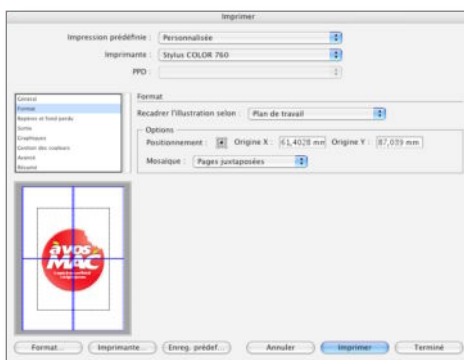 Imprimer
Impression prédéfinie : Personnalisée
Imprimante : Stylus COLOR 760
PPD :
Général
Format
Repères et fond perdu
Sortie
Graphiques
Gestion des couleurs
Avancé
Résumé
Format
Recadrer l'illustration selon : Plan de travail
Options
Positionnement : Origine X : 61,4028 mm Origine Y : 87,039 mm
Mosaïque : Pages juxtaposées
àvos
MAC
Format... Imprimante... Enreg. prédéf... Annuler Imprimer Terminé